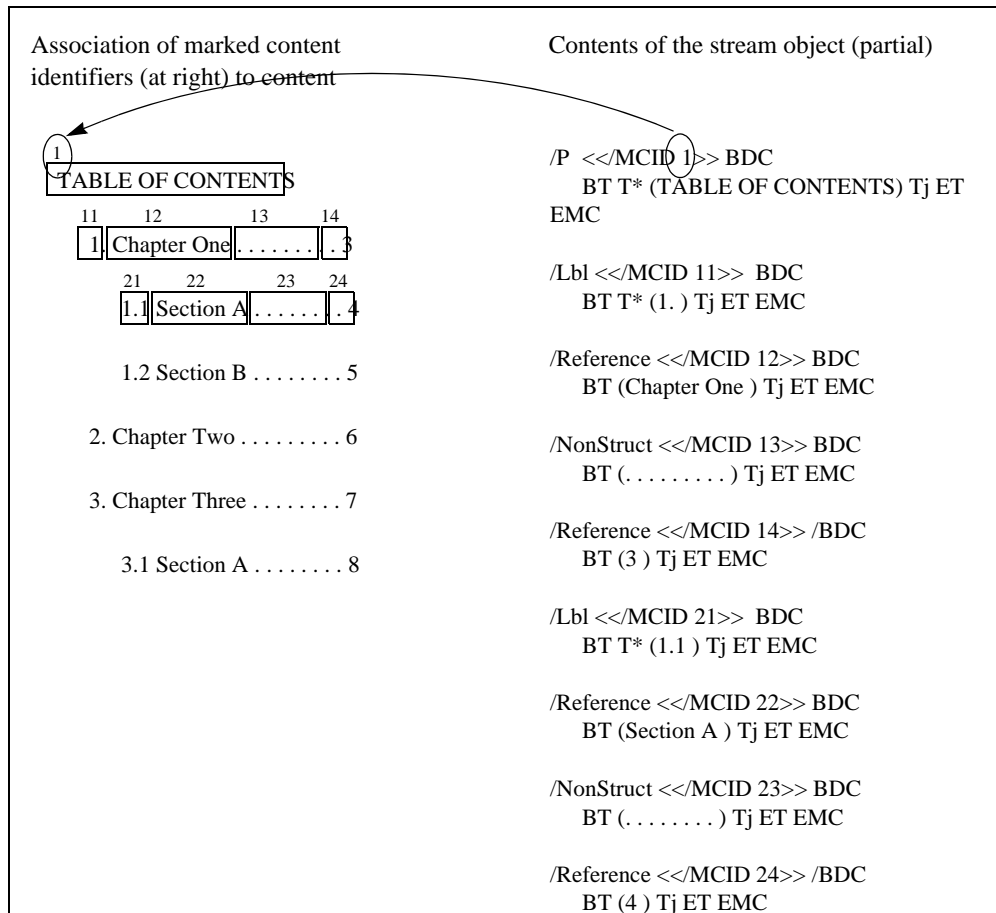 Association of marked content
identifiers (at right) to content
1
TABLE OF CONTENTS
11 12 13 14
1. Chapter One . . . . . . . . . 3
21 22 23 24
1.1 Section A . . . . . . . . 4
1.2 Section B . . . . . . . . 5
2. Chapter Two . . . . . . . . . 6
3. Chapter Three . . . . . . . . 7
3.1 Section A . . . . . . . . 8
Contents of the stream object (partial)
/P <</MCID 1>> BDC
BT T* (TABLE OF CONTENTS) Tj ET
EMC
/Lbl <</MCID 11>> BDC
BT T* (1. ) Tj ET EMC
/Reference <</MCID 12>> BDC
BT (Chapter One ) Tj ET EMC
/NonStruct <</MCID 13>> BDC
BT (. . . . . . . . . ) Tj ET EMC
/Reference <</MCID 14>> /BDC
BT (3 ) Tj ET EMC
/Lbl <</MCID 21>> BDC
BT T* (1.1 ) Tj ET EMC
/Reference <</MCID 22>> BDC
BT (Section A ) Tj ET EMC
/NonStruct <</MCID 23>> BDC
BT (. . . . . . . . ) Tj ET EMC
/Reference <</MCID 24>> /BDC
BT (4 ) Tj ET EMC